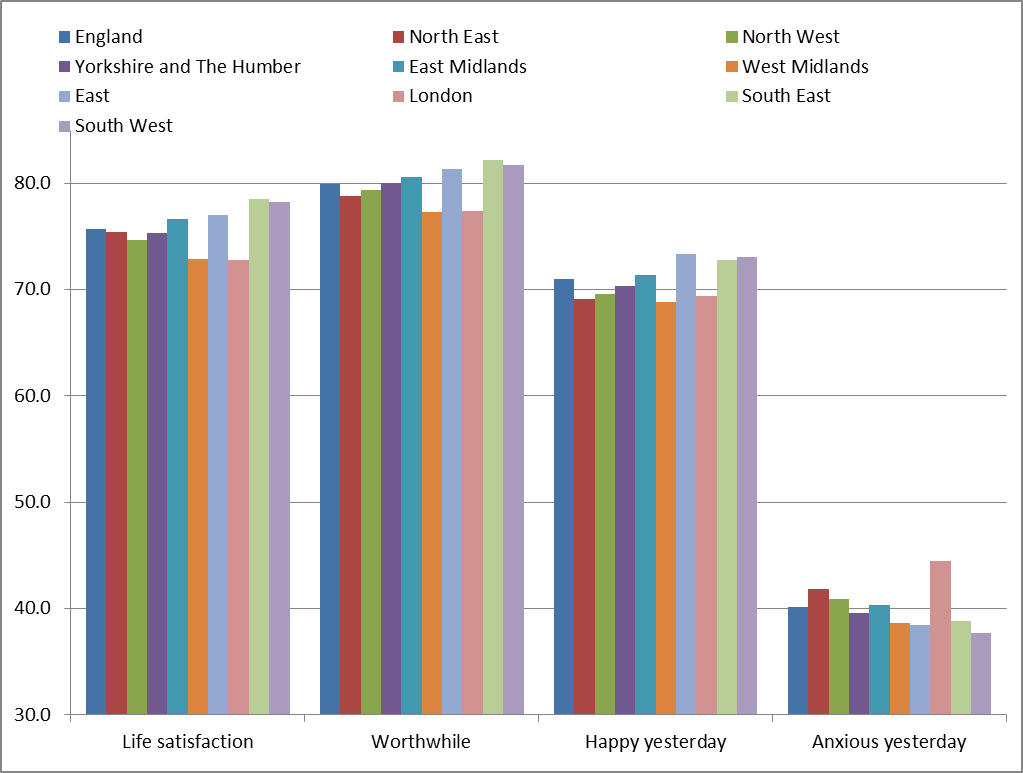 England North East North West
Yorkshire and The Humber East Midlands West Midlands
East London South East
South West
80.0
70.0
60.0
50.0
40.0
30.0
Life satisfaction Worthwhile Happy yesterday Anxious yesterday